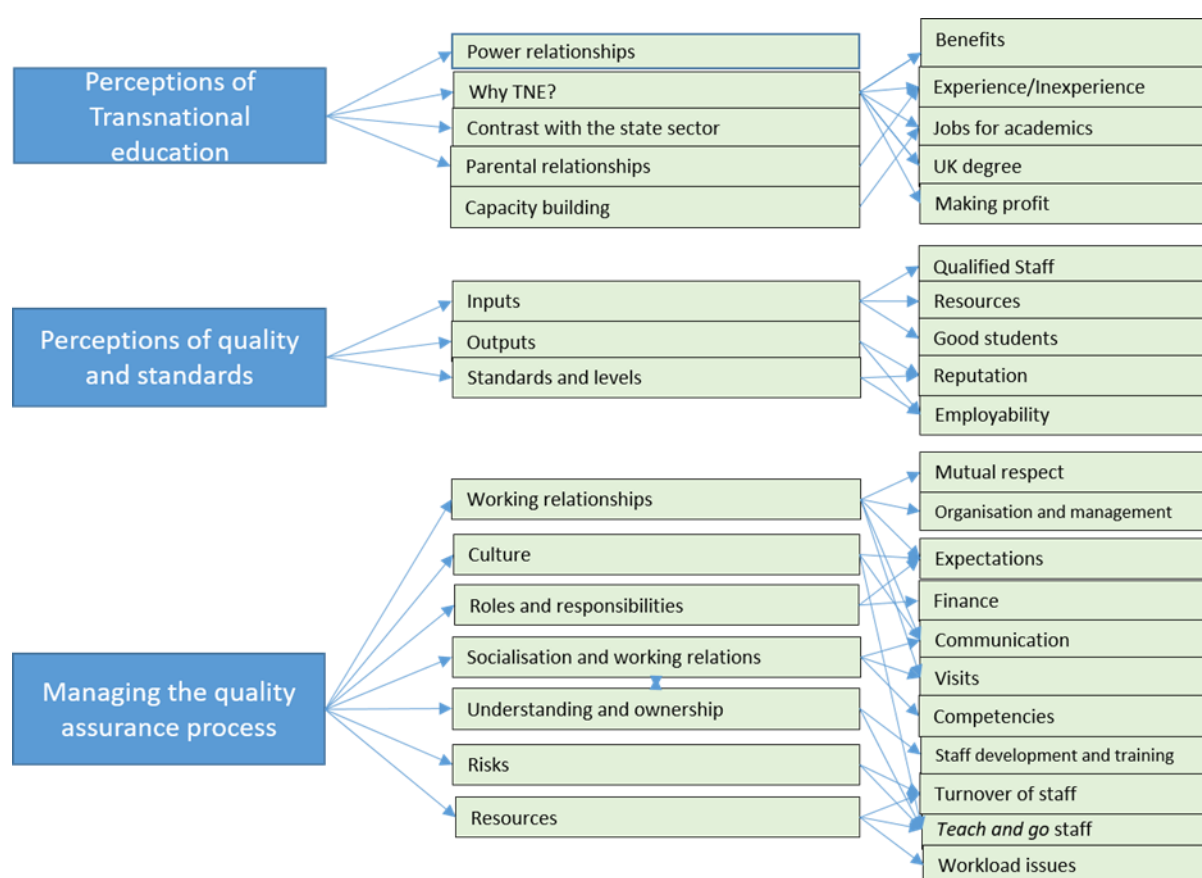 Perceptions of
Transnational
education
Power relationships
Why TNE?
Contrast with the state sector
Parental relationships
Capacity building
Benefits
Experience/Inexperience
Jobs for academics
UK degree
Making profit
Perceptions of quality
and standards
Inputs
Outputs
Standards and levels
Qualified Staff
Resources
Good students
Reputation
Employability
Managing the quality
assurance process
Working relationships
Culture
Roles and responsibilities
Socialisation and working relations
Understanding and ownership
Risks
Resources
Mutual respect
Organisation and management
Expectations
Finance
Communication
Visits
Competencies
Staff development and training
Turnover of staff
Teach and go staff
Workload issues